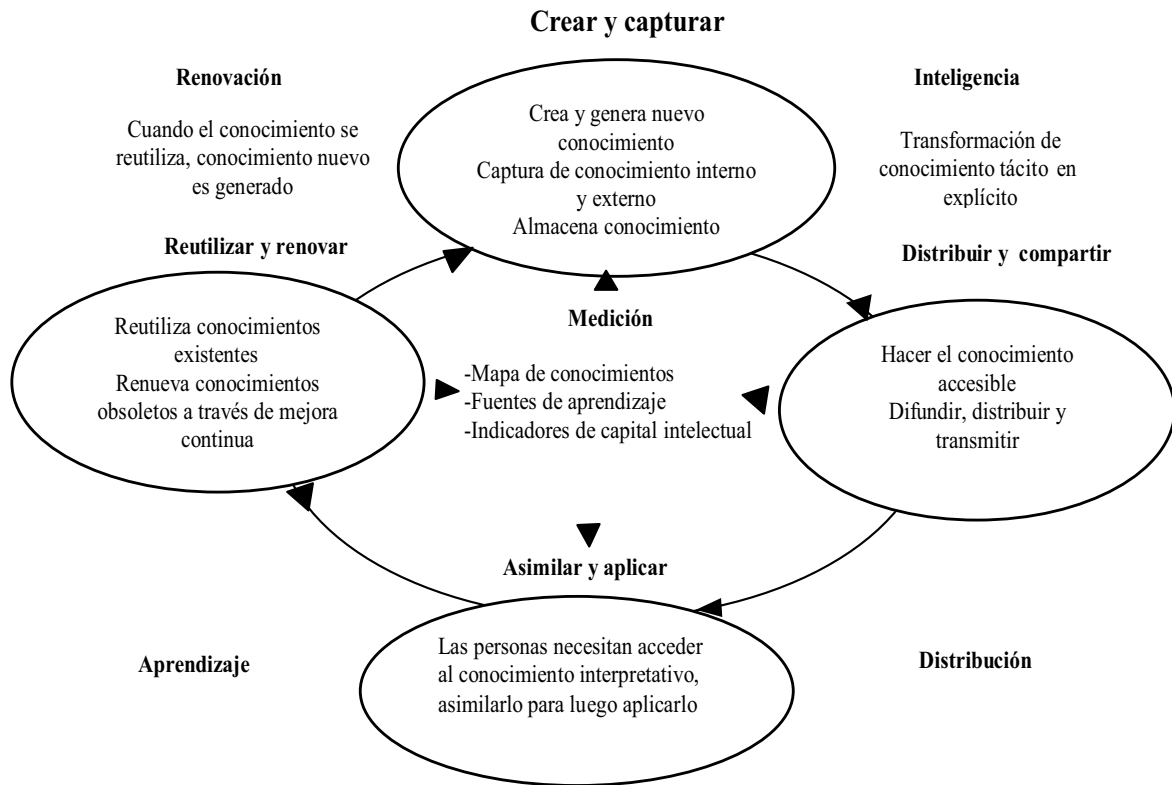 Crear y capturar
Renovación
Cuando el conocimiento se
reutiliza, conocimiento nuevo
es generado
Crea y genera nuevo
conocimiento
Captura de conocimiento interno
y externo
Almacena conocimiento
Inteligencia
Transformación de
conocimiento tácito en
explícito
Reutilizar y renovar
Distribuir y compartir
Reutiliza conocimientos
existentes
Renueva conocimientos
obsoletos a través de mejora
continua
Medición
-Mapa de conocimientos
-Fuentes de aprendizaje
-Indicadores de capital intelectual
Hacer el conocimiento
accesible
Difundir, distribuir y
transmitir
Asimilar y aplicar
Aprendizaje
Las personas necesitan acceder
al conocimiento interpretativo,
asimilarlo para luego aplicarlo
Distribución